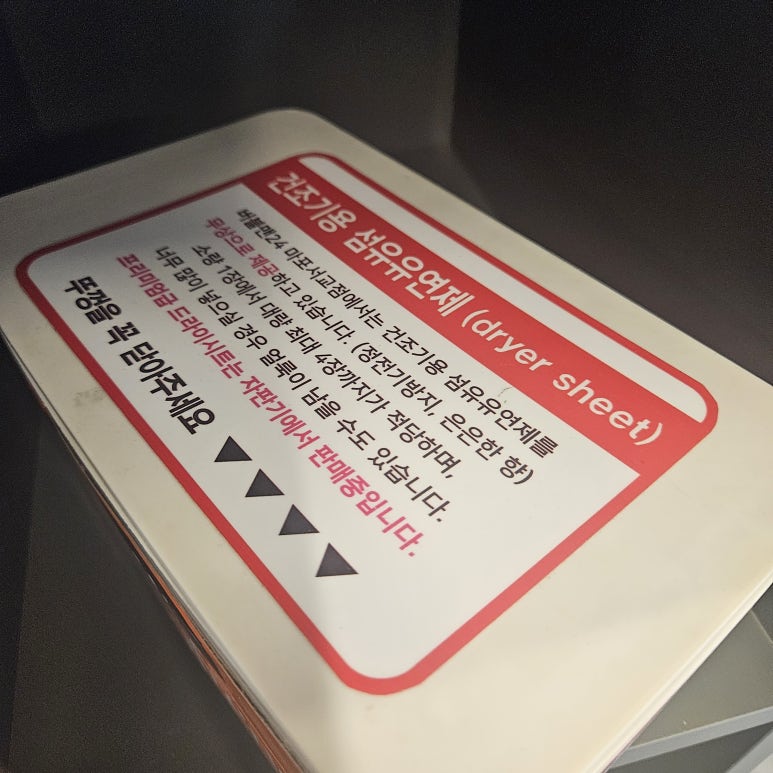 건조기용 섬유유연제 (dryer sheet)
버블맨24 마포서교점에서는 건조기용 섬유유연제를
무상으로 제공하고 있습니다. (정전기방지, 은은한 향)
소량 1장에서 대량 최대 4장까지가 적당하며,
너무 많이 넣으실 경우 얼룩이 남을 수도 있습니다.
프리미엄급 드라이시트는 자판기에서 판매중입니다.
뚜껑을 꼭 닫아주세요